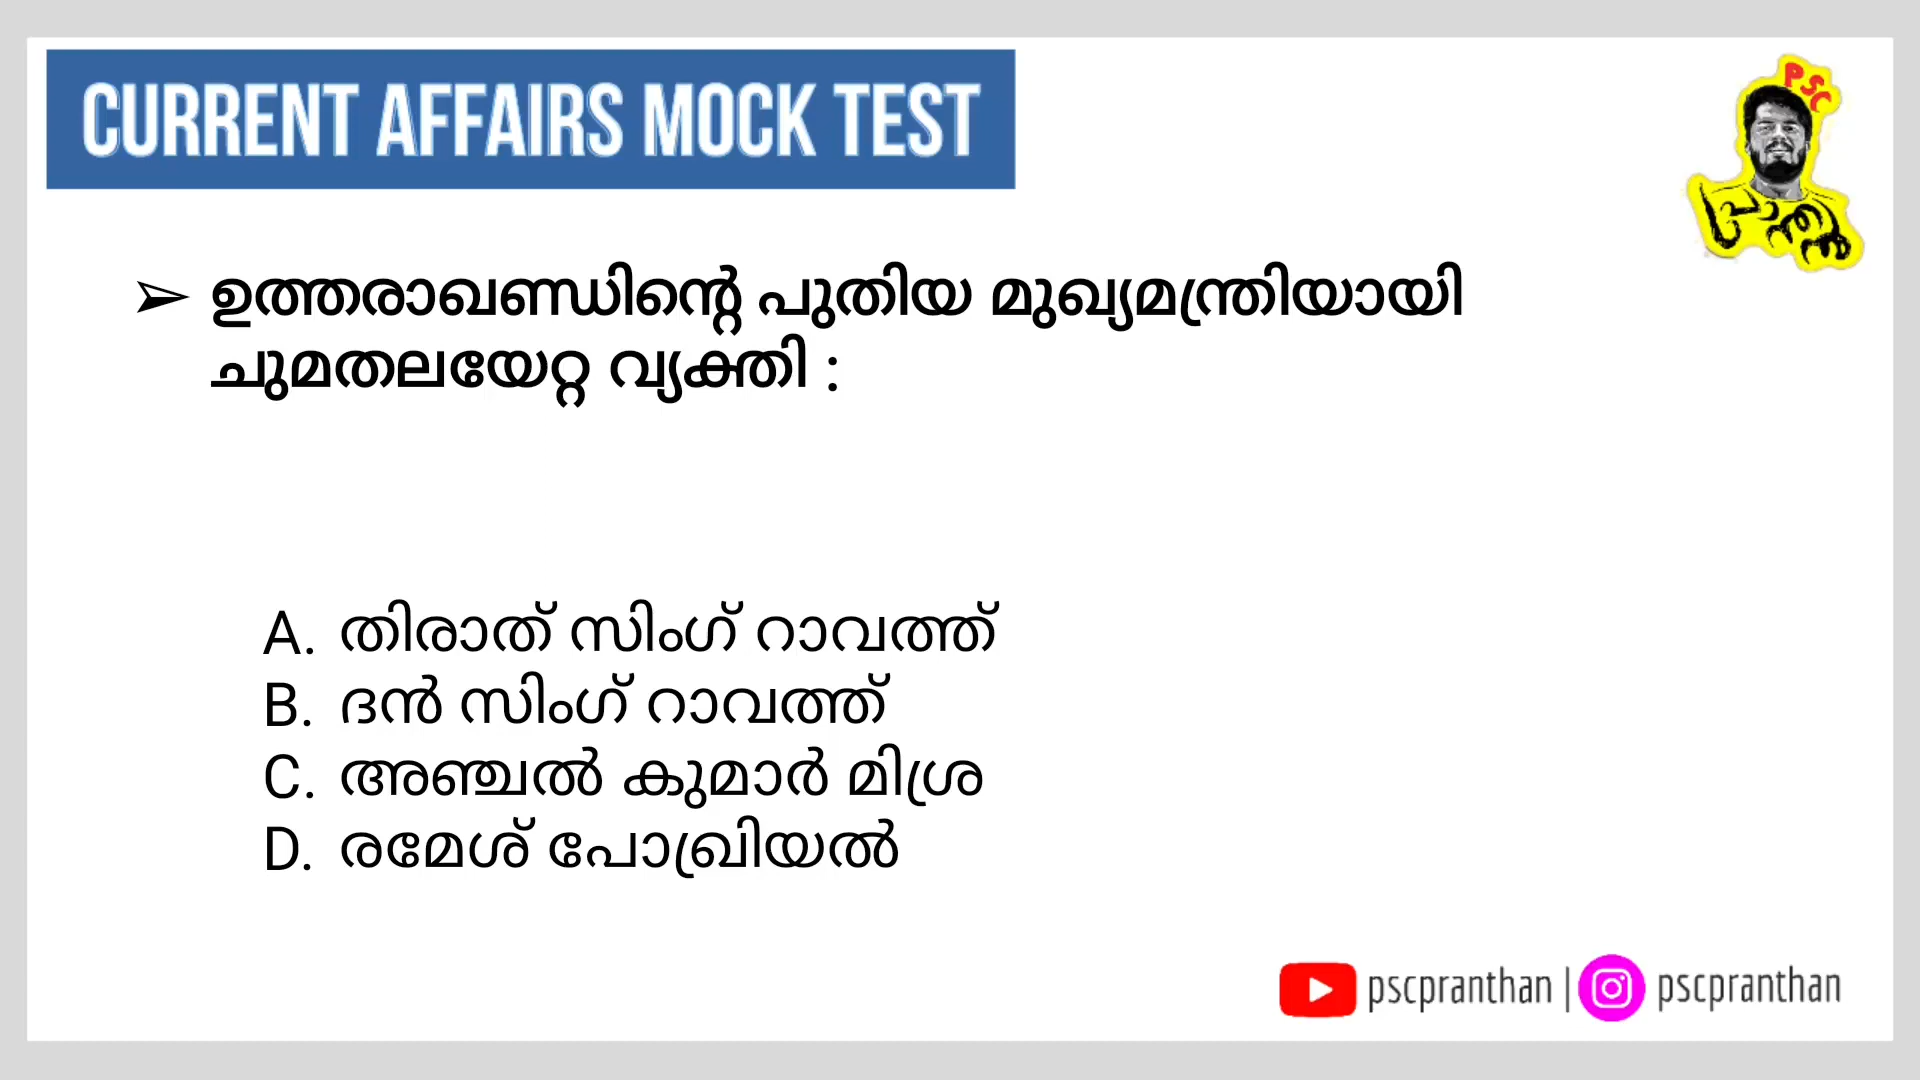 CURRENT AFFAIRS MOCK TEST
PSC
പ്രാന്തൻ
➢ ഉത്തരാഖണ്ഡിന്റെ പുതിയ മുഖ്യമന്ത്രിയായി
ചുമതലയേറ്റ വ്യക്തി :
A. തിരാത് സിംഗ് റാവത്ത്
B. ദൻ സിംഗ് റാവത്ത്
C. അഞ്ചൽ കുമാർ മിശ്ര
D. രമേശ് പോഖ്രിയൽ
pscpranthan | pscpranthan